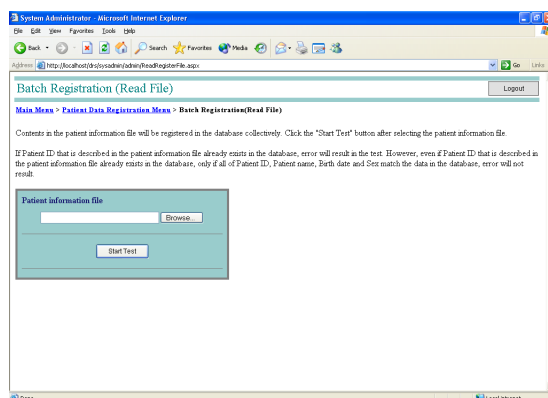 System Administrator - Microsoft Internet Explorer
File Edit View Favorites Tools Help
Back Search Favorites Media
Address http://localhost/drs/sysadmin/admin/ReadRegisterFile.aspx Go Links
Batch Registration (Read File) Logout
Main Menu > Patient Data Registration Menu > Batch Registration(Read File)
Contents in the patient information file will be registered in the database collectively. Click the "Start Test" button after selecting the patient information file.
If Patient ID that is described in the patient information file already exists in the database, error will result in the test. However, even if Patient ID that is described in
the patient information file already exists in the database, only if all of Patient ID, Patient name, Birth date and Sex match the data in the database, error will not
result.
Patient information file
Browse...
Start Test